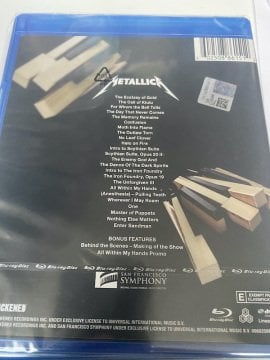 METALLICA
The Ecstasy of Gold
The Call of Ktulu
For Whom the Bell Tolls
The Day That Never Comes
The Memory Remains
Confusion
Moth Into Flame
The Outlaw Torn
No Leaf Clover
Halo on Fire
Intro to Scythian Suite
Scythian Suite, Opus 20 II
The Enemy God And
The Dance Of The Dark Spirits
Intro to The Iron Foundry
The Iron Foundry, Opus 19
The Unforgiven III
All Within My Hands
(Anesthesia) – Pulling Teeth
Wherever I May Roam
One
Master of Puppets
Nothing Else Matters
Enter Sandman
BONUS FEATURES:
Behind the Scenes – Making of the Show
All Within My Hands Promo
SAN FRANCISCO
SYMPHONY
Blu-ray Disc
E
EXEMPT
BLACKENED